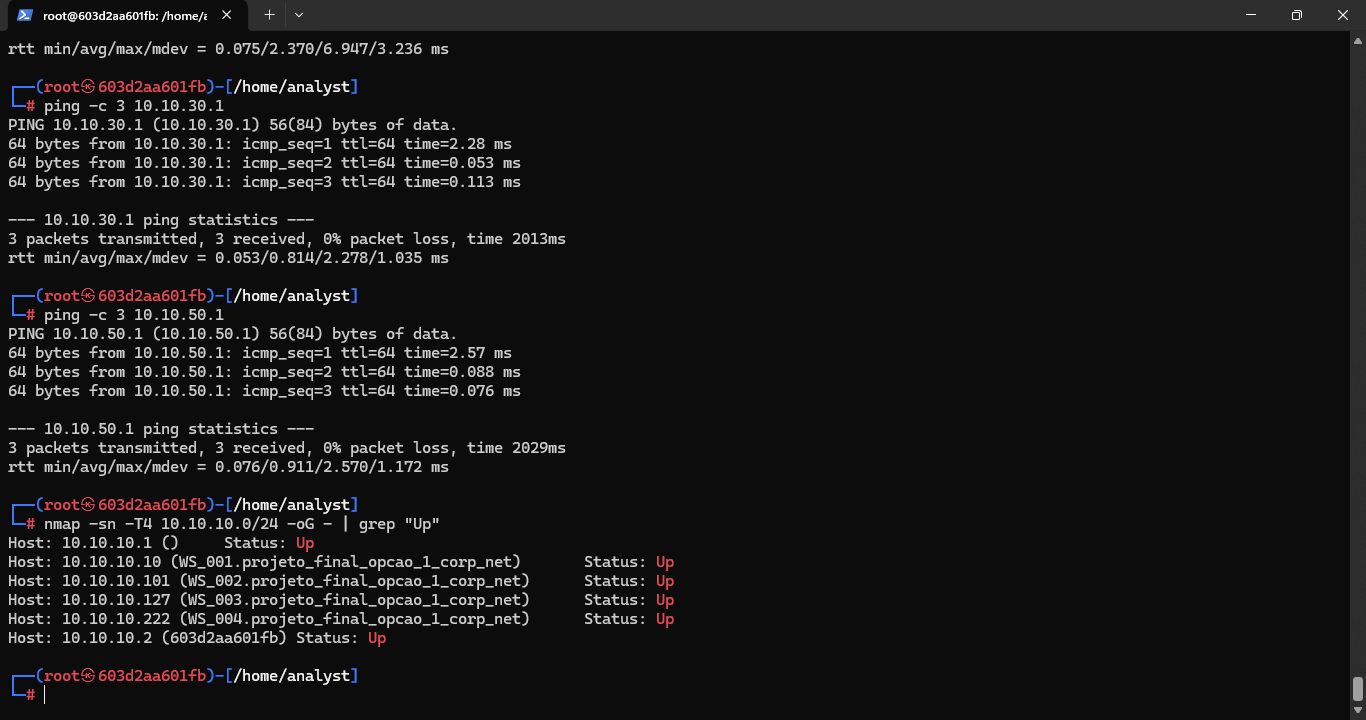 root@603d2aa601fb: /home/a
rtt min/avg/max/mdev = 0.075/2.370/6.947/3.236 ms
┌──(root㉿603d2aa601fb)-[/home/analyst]
└─# ping -c 3 10.10.30.1
PING 10.10.30.1 (10.10.30.1) 56(84) bytes of data.
64 bytes from 10.10.30.1: icmp_seq=1 ttl=64 time=2.28 ms
64 bytes from 10.10.30.1: icmp_seq=2 ttl=64 time=0.053 ms
64 bytes from 10.10.30.1: icmp_seq=3 ttl=64 time=0.113 ms
--- 10.10.30.1 ping statistics ---
3 packets transmitted, 3 received, 0% packet loss, time 2013ms
rtt min/avg/max/mdev = 0.053/0.814/2.278/1.035 ms
┌──(root㉿603d2aa601fb)-[/home/analyst]
└─# ping -c 3 10.10.50.1
PING 10.10.50.1 (10.10.50.1) 56(84) bytes of data.
64 bytes from 10.10.50.1: icmp_seq=1 ttl=64 time=2.57 ms
64 bytes from 10.10.50.1: icmp_seq=2 ttl=64 time=0.088 ms
64 bytes from 10.10.50.1: icmp_seq=3 ttl=64 time=0.076 ms
--- 10.10.50.1 ping statistics ---
3 packets transmitted, 3 received, 0% packet loss, time 2029ms
rtt min/avg/max/mdev = 0.076/0.911/2.570/1.172 ms
┌──(root㉿603d2aa601fb)-[/home/analyst]
└─# nmap -sn -T4 10.10.10.0/24 -oG - | grep "Up"
Host: 10.10.10.1 ()     Status: Up
Host: 10.10.10.10 (WS_001.projeto_final_opcao_1_corp_net)       Status: Up
Host: 10.10.10.101 (WS_002.projeto_final_opcao_1_corp_net)      Status: Up
Host: 10.10.10.127 (WS_003.projeto_final_opcao_1_corp_net)      Status: Up
Host: 10.10.10.222 (WS_004.projeto_final_opcao_1_corp_net)      Status: Up
Host: 10.10.10.2 (603d2aa601fb) Status: Up
┌──(root㉿603d2aa601fb)-[/home/analyst]
└─#